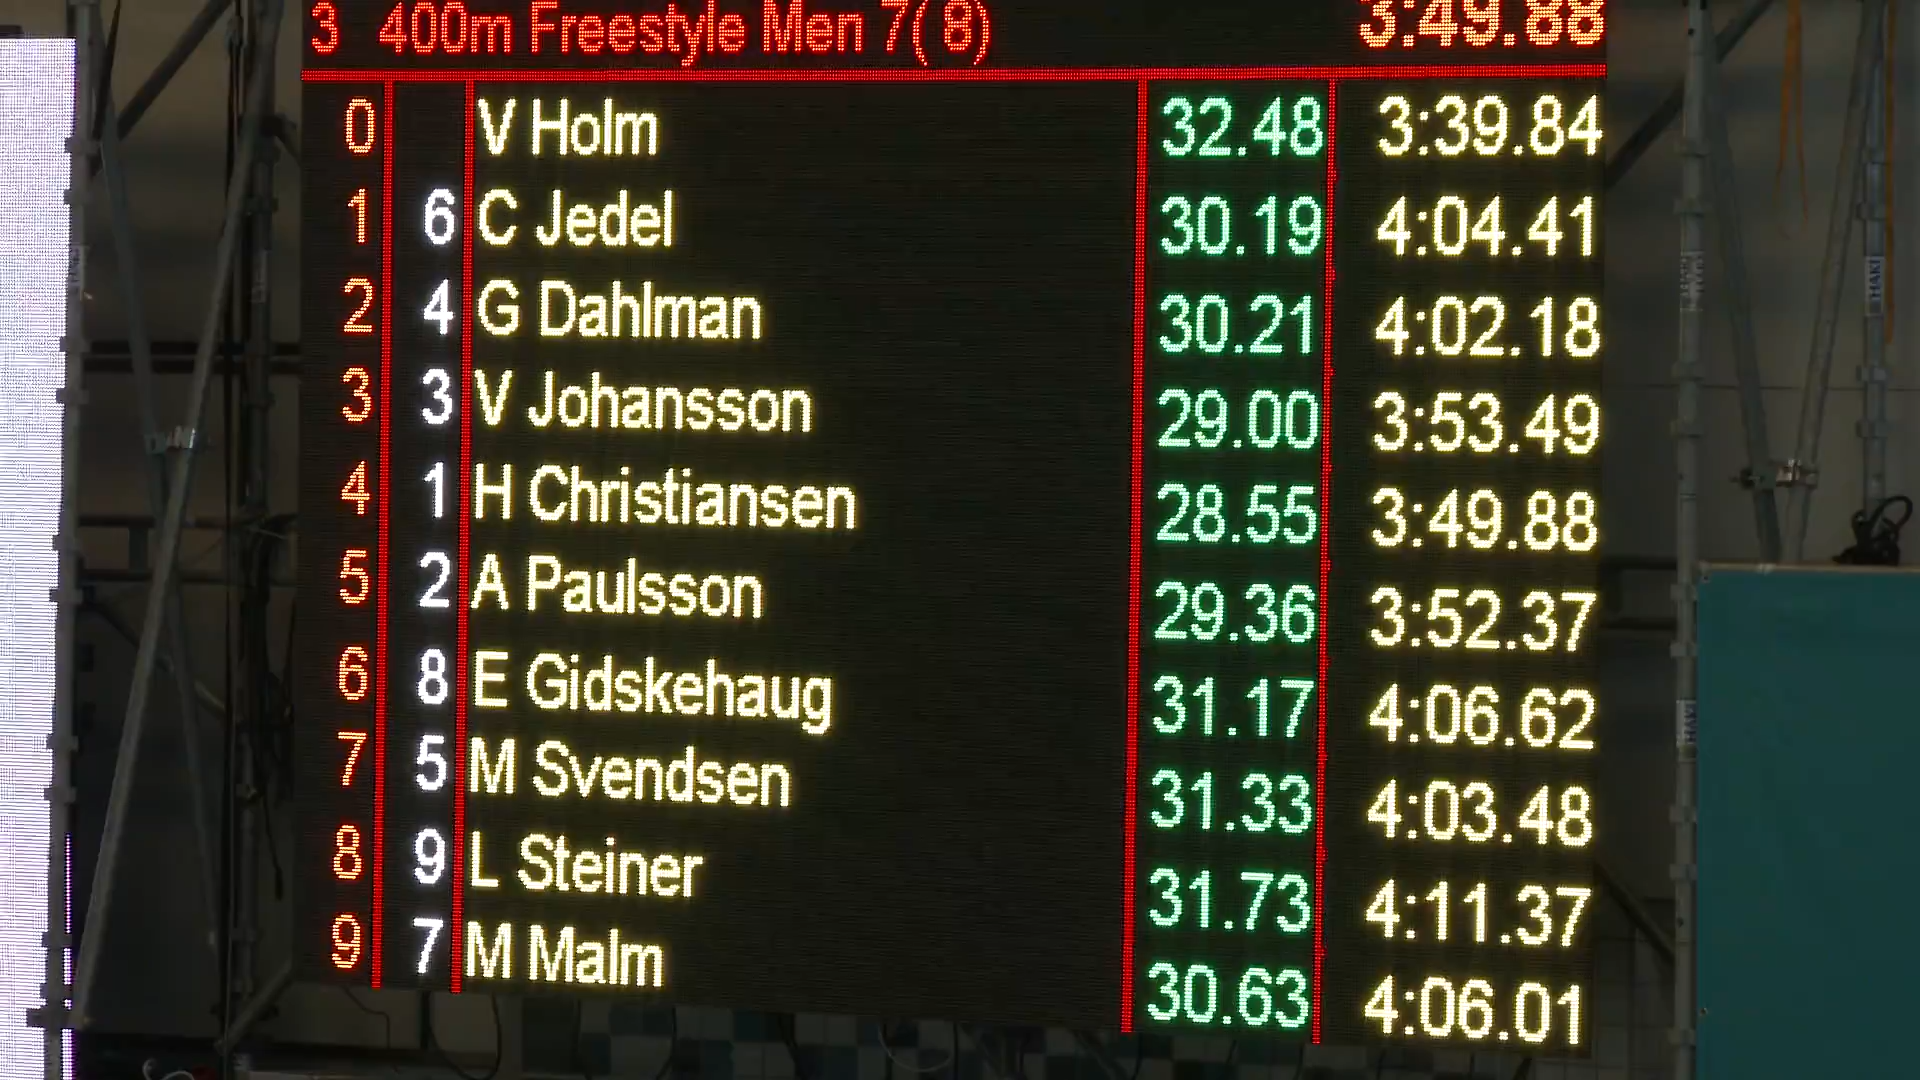 3 400m Freestyle Men 7(8) 3:49.88
0 V Holm 32.48 3:39.84
1 6 C Jedel 30.19 4:04.41
2 4 G Dahlman 30.21 4:02.18
3 3 V Johansson 29.00 3:53.49
4 1 H Christiansen 28.55 3:49.88
5 2 A Paulsson 29.36 3:52.37
6 8 E Gidskehaug 31.17 4:06.62
7 5 M Svendsen 31.33 4:03.48
8 9 L Steiner 31.73 4:11.37
9 7 M Malm 30.63 4:06.01
HAKI